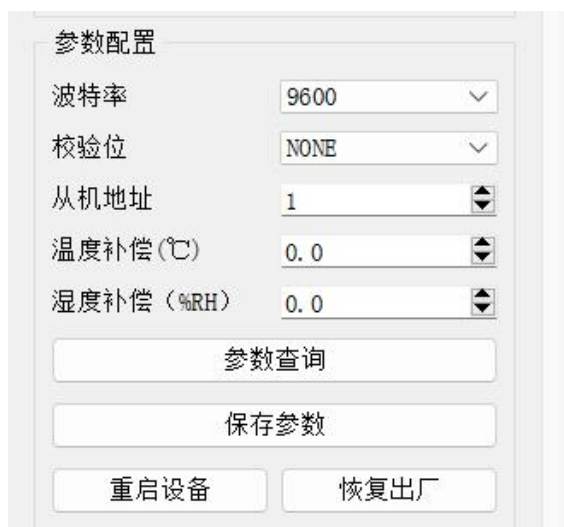 参数配置
波特率 9600
校验位 NONE
从机地址 1
温度补偿(℃) 0.0
湿度补偿（%RH） 0.0
参数查询
保存参数
重启设备 恢复出厂